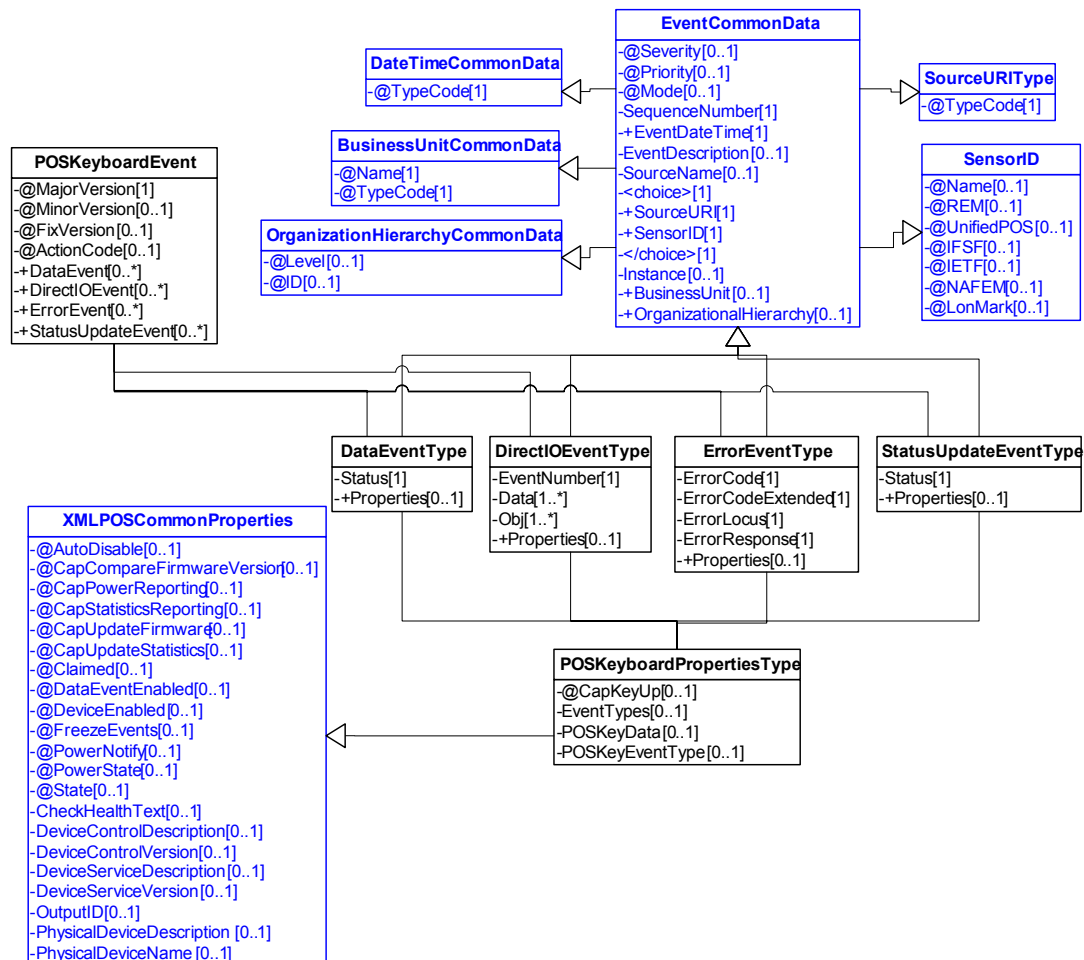 EventCommonData
-@Severity[0..1]
-@Priority[0..1]
-@Mode[0..1]
-SequenceNumber[1]
-+EventDateTime[1]
-EventDescription[0..1]
-SourceName[0..1]
-<choice>[1]
-+SourceURI[1]
-+SensorID[1]
-</choice>[1]
-Instance[0..1]
-+BusinessUnit[0..1]
-+OrganizationalHierarchy[0..1]
DateTimeCommonData
-@TypeCode[1]
SourceURIType
-@TypeCode[1]
BusinessUnitCommonData
-@Name[1]
-@TypeCode[1]
SensorID
-@Name[0..1]
-@REM[0..1]
-@UnifiedPOS[0..1]
-@IFSF[0..1]
-@IETF[0..1]
-@NAFEM[0..1]
-@LonMark[0..1]
POSKeyboardEvent
-@MajorVersion[1]
-@MinorVersion[0..1]
-@FixVersion[0..1]
-@ActionCode[0..1]
-+DataEvent[0..*]
-+DirectIOEvent[0..*]
-+ErrorEvent[0..*]
-+StatusUpdateEvent[0..*]
OrganizationHierarchyCommonData
-@Level[0..1]
-@ID[0..1]
DataEventType
-Status[1]
-+Properties[0..1]
DirectIOEventType
-EventNumber[1]
-Data[1..*]
-Obj[1..*]
-+Properties[0..1]
ErrorEventType
-ErrorCode[1]
-ErrorCodeExtended[1]
-ErrorLocus[1]
-ErrorResponse[1]
-+Properties[0..1]
StatusUpdateEventType
-Status[1]
-+Properties[0..1]
XMLPOSCommonProperties
-@AutoDisable[0..1]
-@CapCompareFirmwareVersion[0..1]
-@CapPowerReporting[0..1]
-@CapStatisticsReporting[0..1]
-@CapUpdateFirmware[0..1]
-@CapUpdateStatistics[0..1]
-@Claimed[0..1]
-@DataEventEnabled[0..1]
-@DeviceEnabled[0..1]
-@FreezeEvents[0..1]
-@PowerNotify[0..1]
-@PowerState[0..1]
-@State[0..1]
-CheckHealthText[0..1]
-DeviceControlDescription[0..1]
-DeviceControlVersion[0..1]
-DeviceServiceDescription[0..1]
-DeviceServiceVersion[0..1]
-OutputID[0..1]
-PhysicalDeviceDescription [0..1]
-PhysicalDeviceName [0..1]
POSKeyboardPropertiesType
-@CapKeyUp[0..1]
-EventTypes[0..1]
-POSKeyData[0..1]
-POSKeyEventType[0..1]